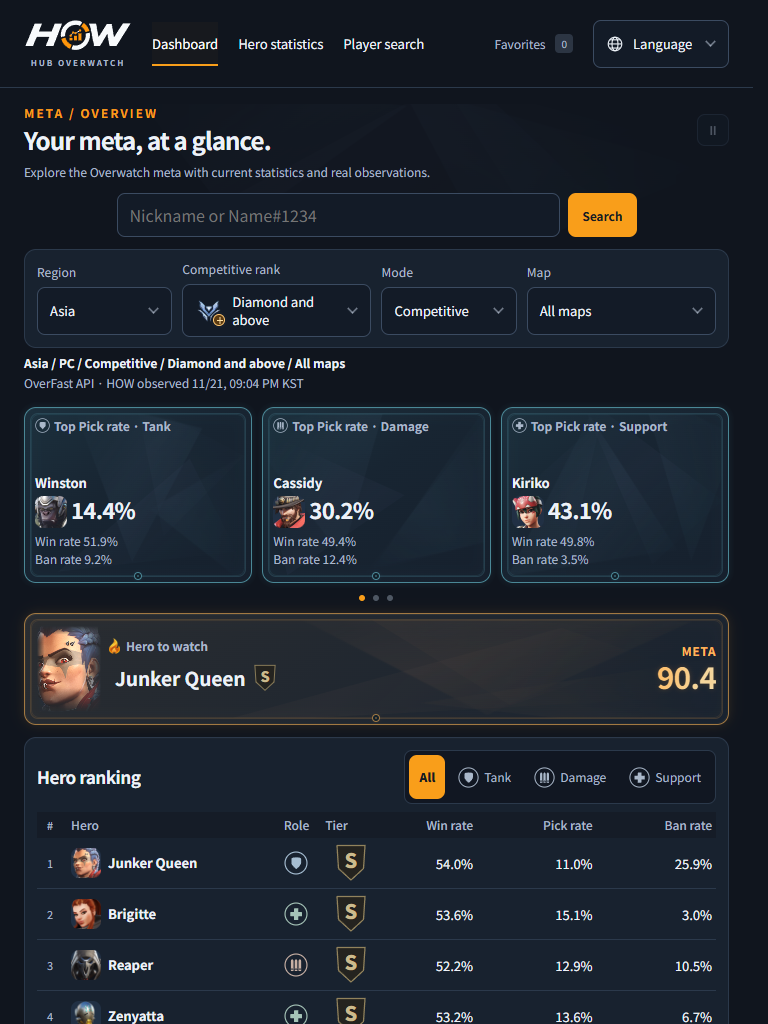 HOW
HUB OVERWATCH
Dashboard
Hero statistics
Player search
Favorites 0
Language
META / OVERVIEW
Your meta, at a glance.
Explore the Overwatch meta with current statistics and real observations.
Nickname or Name#1234
Search
Region
Competitive rank
Mode
Map
Asia
Diamond and
above
Competitive
All maps
Asia / PC / Competitive / Diamond and above / All maps
OverFast API · HOW observed 11/21, 09:04 PM KST
Top Pick rate · Tank
Winston
14.4%
Win rate 51.9%
Ban rate 9.2%
Top Pick rate · Damage
Cassidy
30.2%
Win rate 49.4%
Ban rate 12.4%
Top Pick rate · Support
Kiriko
43.1%
Win rate 49.8%
Ban rate 3.5%
🔥 Hero to watch
Junker Queen S
META
90.4
Hero ranking
All
Tank
Damage
Support
# Hero Role Tier Win rate Pick rate Ban rate
1 Junker Queen S 54.0% 11.0% 25.9%
2 Brigitte S 53.6% 15.1% 3.0%
3 Reaper S 52.2% 12.9% 10.5%
4 Zenyatta S 53.2% 13.6% 6.7%